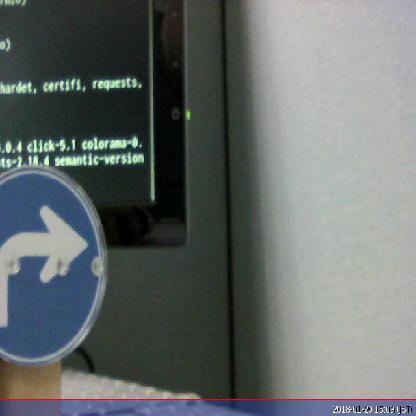 o)
hardet, certifi, requests,
.0.4 click-5.1 colorama-0.
ts-2.18.4 semantic-version